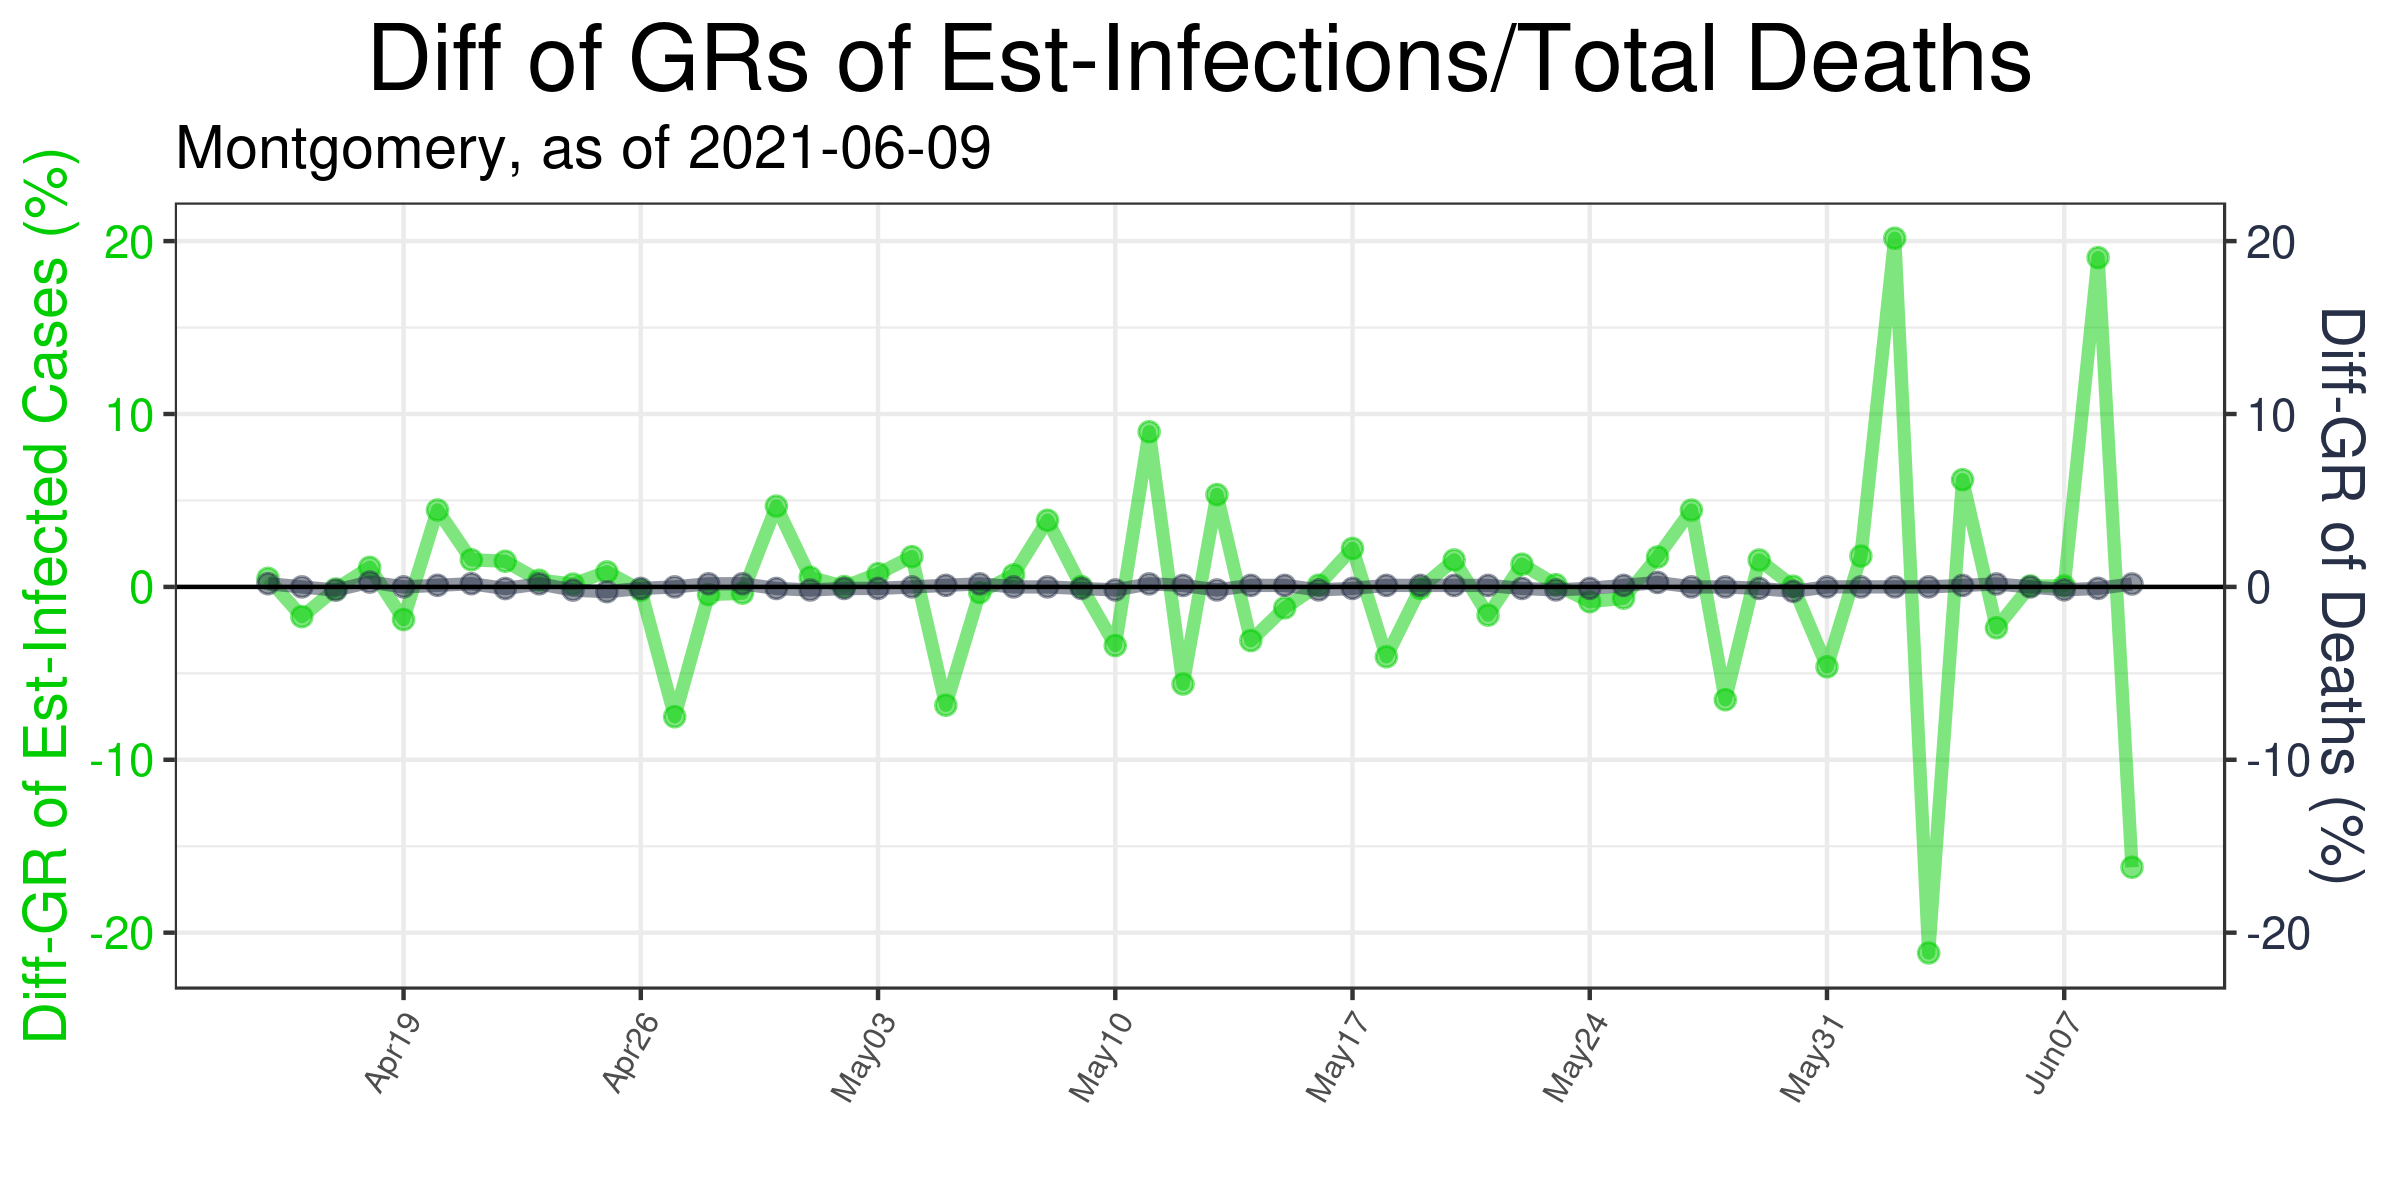 Diff of GRs of Est-Infections/Total Deaths
Montgomery, as of 2021-06-09
Diff-GR of Est-Infected Cases (%)
20
10
0
-10
-20
20
10
0
-10
-20
Diff-GR of Deaths (%)
Apr19
Apr26
May03
May10
May17
May24
May31
Jun07